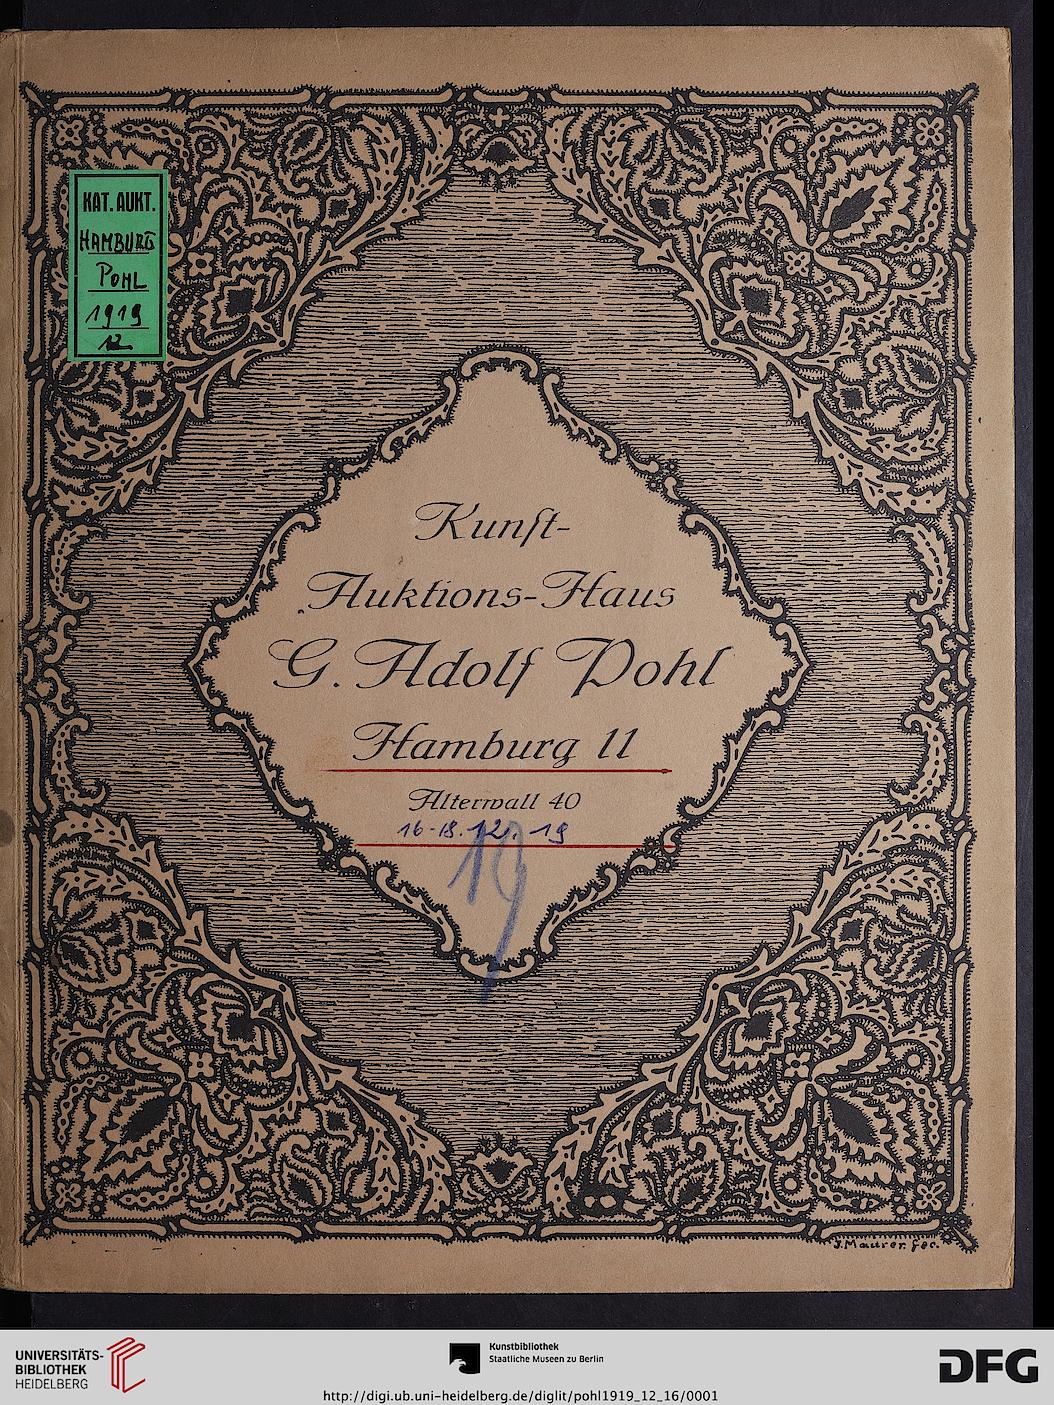 KAT. AUKT.
HAMBURG
POHL
1919
12
Kunſt-
Auktions-Haus
G. Adolf Pohl
Hamburg 11
Alterwall 40
16-18.12.19
19
J. Maurer. fec.
UNIVERSITÄTS-
BIBLIOTHEK
HEIDELBERG
Kunstbibliothek
Staatliche Museen zu Berlin
DFG
http://digi.ub.uni-heidelberg.de/diglit/pohl1919_12_16/0001